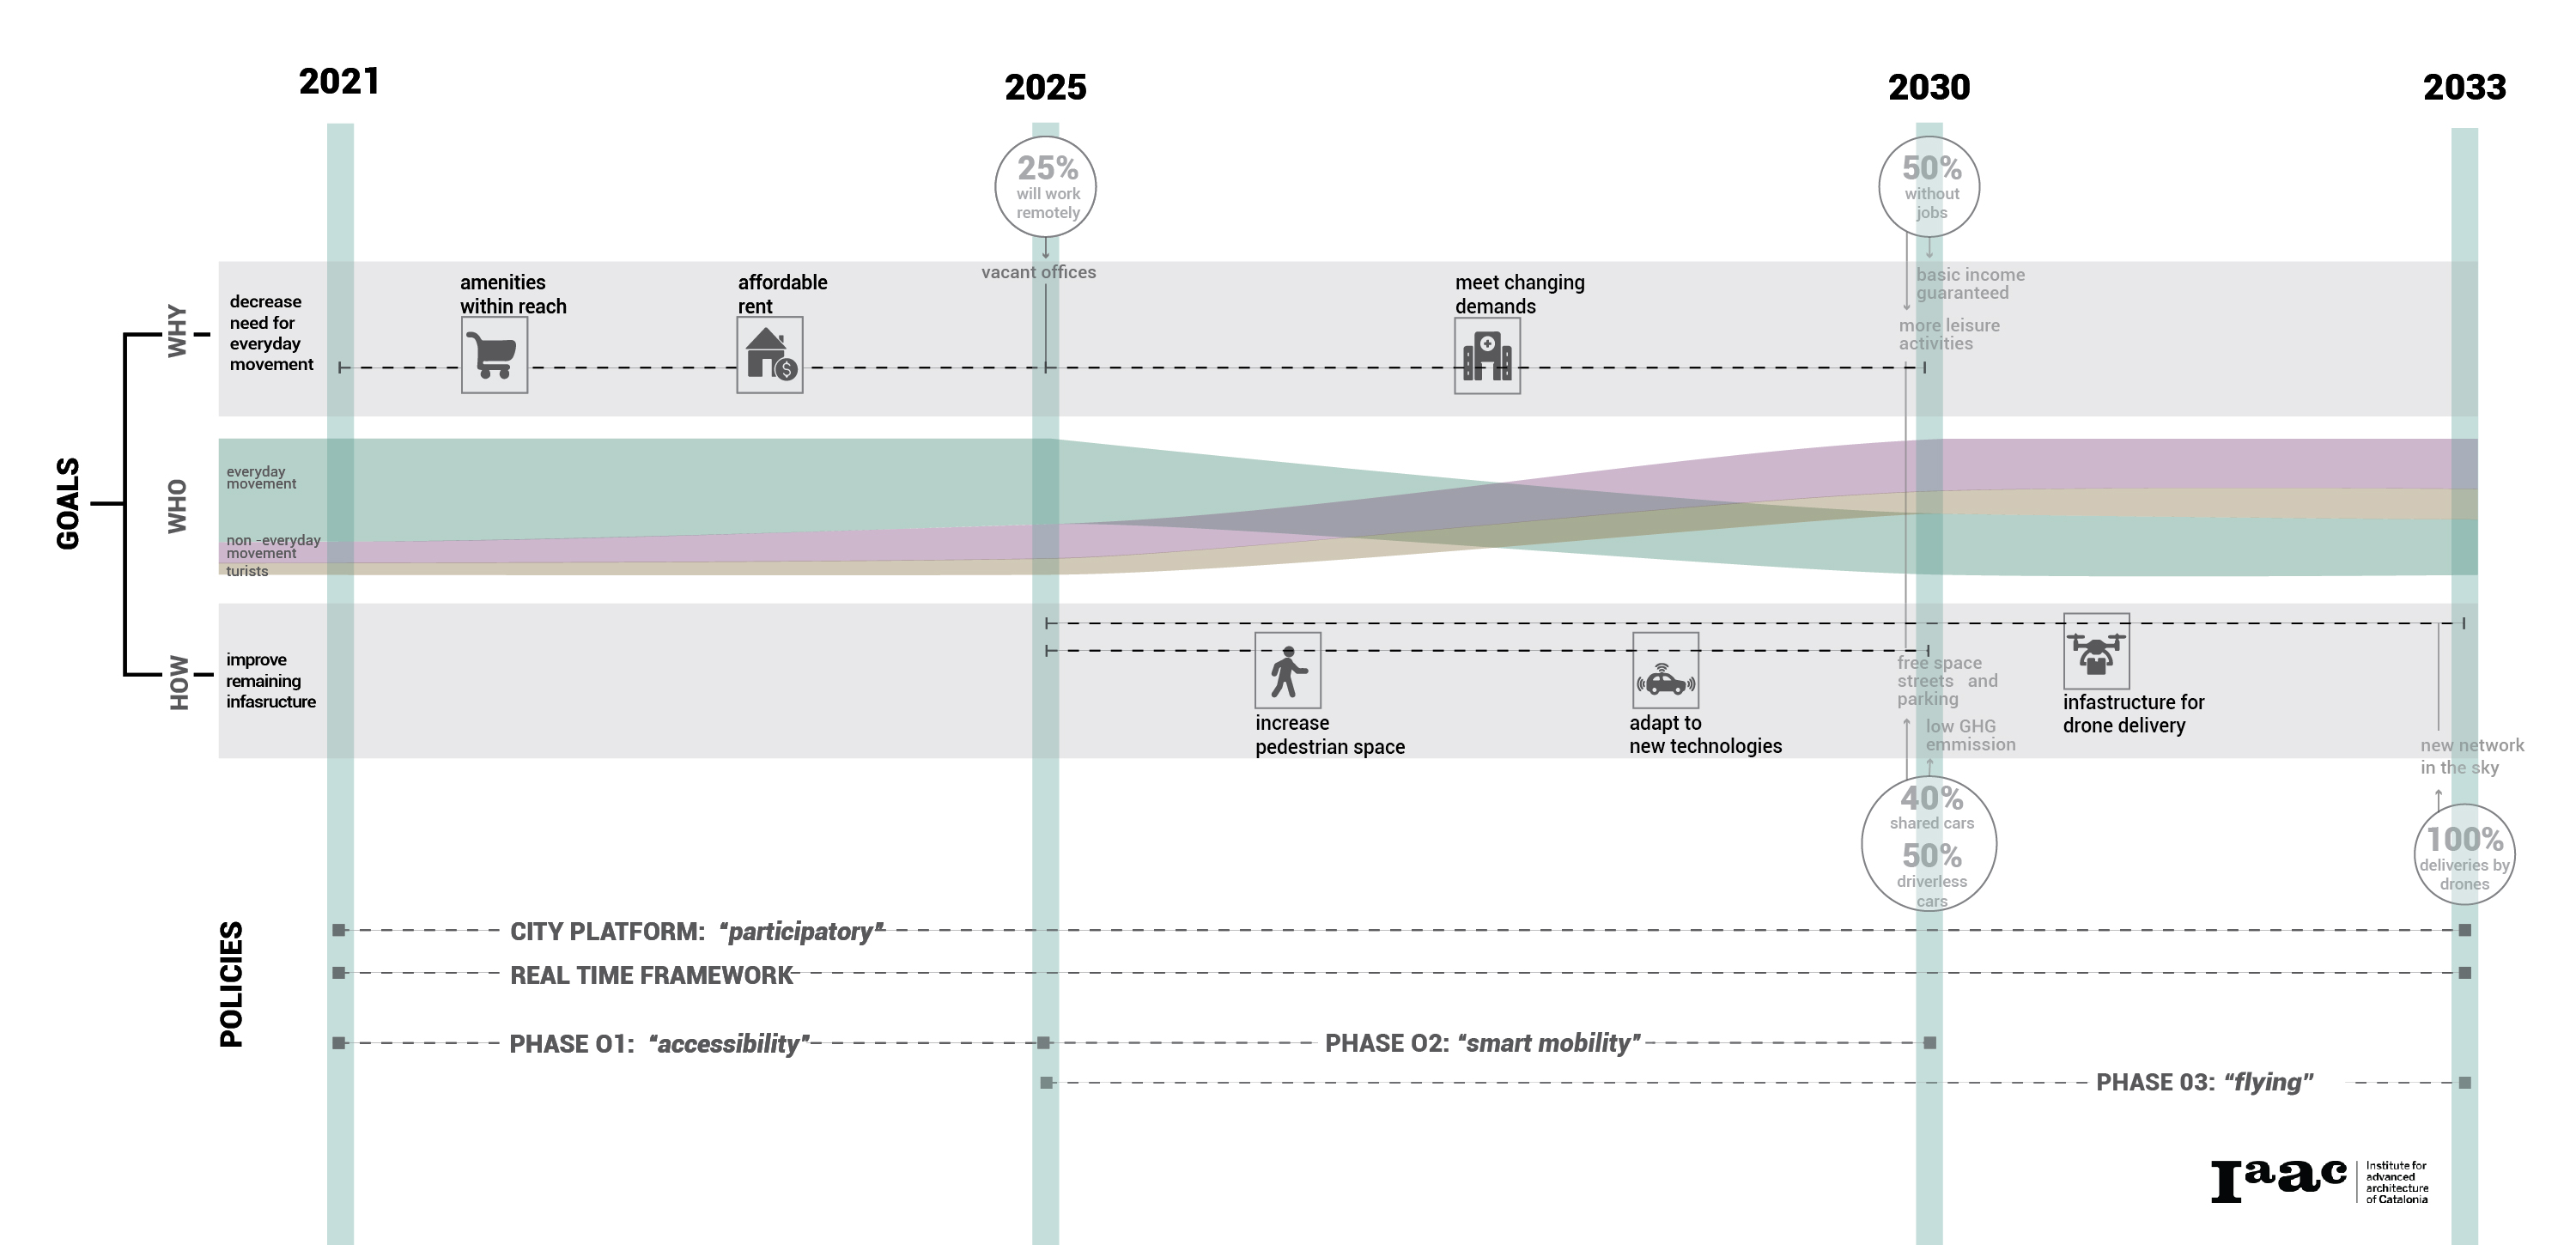 2021
2025
2030
2033
25%
will work
remotely
50%
without
jobs
vacant offices
basic income
guaranteed
more leisure
activities
GOALS
WHY
decrease
need for
everyday
movement
amenities
within reach
affordable
rent
$
meet changing
demands
WHO
everyday
movement
non -everyday
movement
turists
HOW
improve
remaining
infasructure
increase
pedestrian space
adapt to
new technologies
free space
streets and
parking
low GHG
emmission
infastructure for
drone delivery
new network
in the sky
40%
shared cars
50%
driverless
cars
100%
deliveries by
drones
POLICIES
CITY PLATFORM: “participatory”
REAL TIME FRAMEWORK
PHASE 01: “accessibility”
PHASE 02: “smart mobility”
PHASE 03: “flying”
Iaac
Institute for
advanced
architecture
of Catalonia